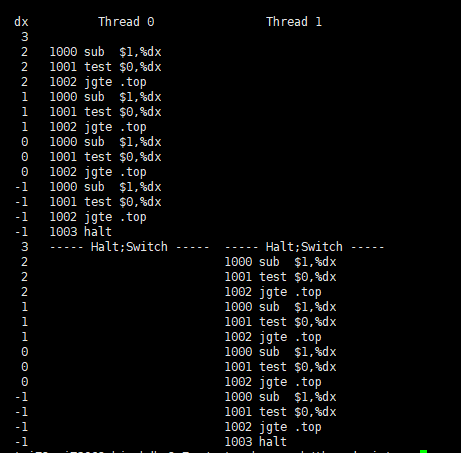 dx          Thread 0                Thread 1
 3
 2   1000 sub  $1,%dx
 2   1001 test $0,%dx
 2   1002 jgte .top
 1   1000 sub  $1,%dx
 1   1001 test $0,%dx
 1   1002 jgte .top
 0   1000 sub  $1,%dx
 0   1001 test $0,%dx
 0   1002 jgte .top
-1   1000 sub  $1,%dx
-1   1001 test $0,%dx
-1   1002 jgte .top
-1   1003 halt
 3   ----- Halt;Switch -----  ----- Halt;Switch -----
 2                            1000 sub  $1,%dx
 2                            1001 test $0,%dx
 2                            1002 jgte .top
 1                            1000 sub  $1,%dx
 1                            1001 test $0,%dx
 1                            1002 jgte .top
 0                            1000 sub  $1,%dx
 0                            1001 test $0,%dx
 0                            1002 jgte .top
-1                            1000 sub  $1,%dx
-1                            1001 test $0,%dx
-1                            1002 jgte .top
-1                            1003 halt